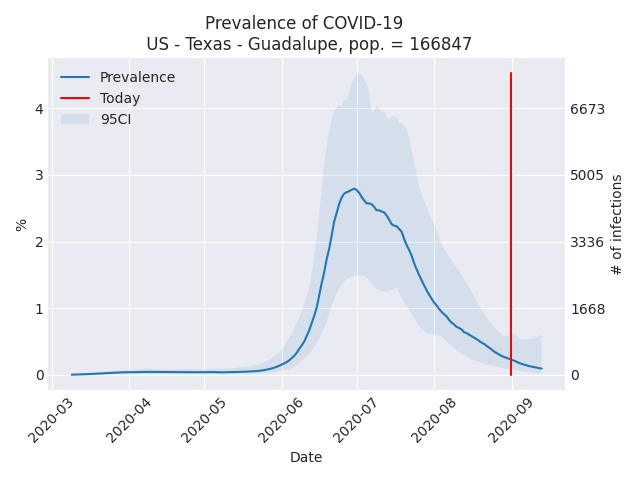 Prevalence of COVID-19
US - Texas - Guadalupe, pop. = 166847
Prevalence
Today
95CI
4
3
2
1
0
%
6673
5005
3336
1668
0
# of infections
2020-03
2020-04
2020-05
2020-06
2020-07
2020-08
2020-09
Date